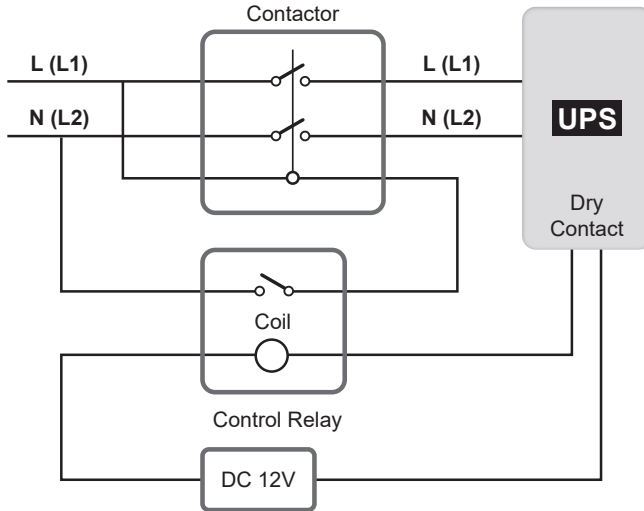 Contactor
L (L1)
L (L1)
N (L2)
N (L2)
UPS
Dry
Contact
Coil
Control Relay
DC 12V